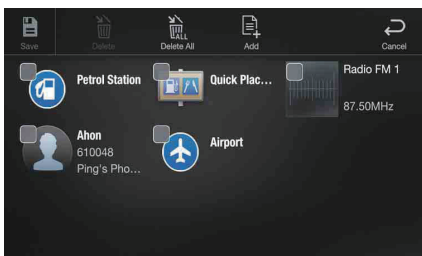 Save
Delete
ALL
Delete All
Add
Cancel
Petrol Station
Quick Plac...
Radio FM 1
87.50MHz
Ahon
610048
Ping's Pho...
Airport